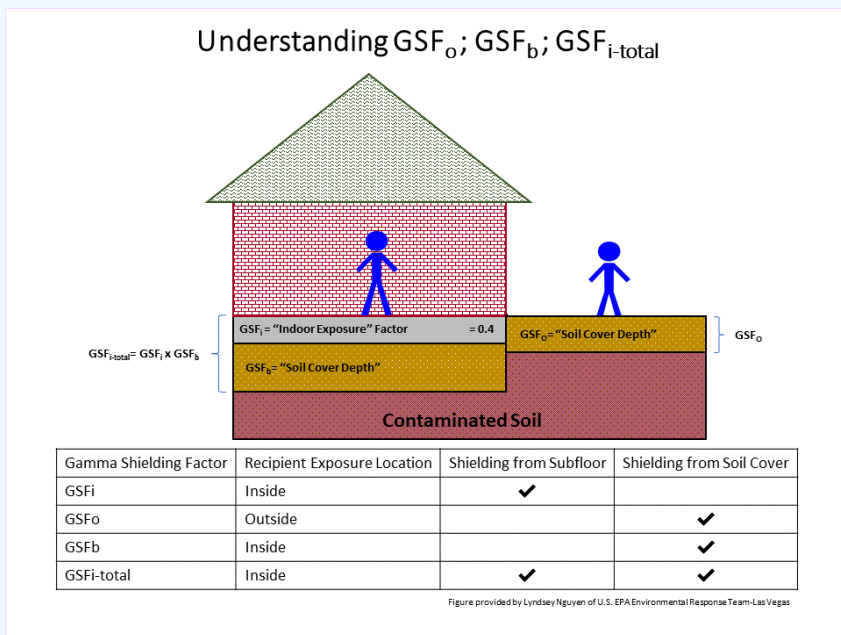 Understanding GSFo; GSFb; GSFi-total
GSFi= "Indoor Exposure" Factor = 0.4
GSFO= "Soil Cover Depth"
GSFO
GSFi-total= GSFi x GSFb
GSFb= "Soil Cover Depth"
Contaminated Soil
Gamma Shielding Factor Recipient Exposure Location Shielding from Subfloor Shielding from Soil Cover
GSFi Inside ✓
GSFo Outside ✓
GSFb Inside ✓
GSFi-total Inside ✓ ✓
Figure provided by Lyndsey Nguyen of U.S. EPA Environmental Response Team-Las Vegas